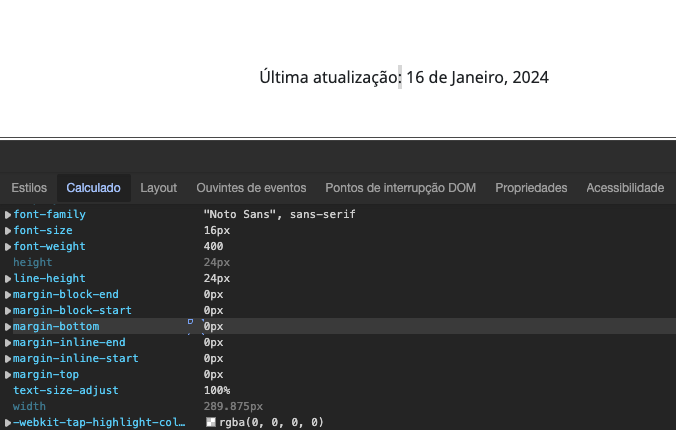 Última atualização: 16 de Janeiro, 2024
Estilos Calculado Layout Ouvintes de eventos Pontos de interrupção DOM Propriedades Acessibilidade
font-family "Noto Sans", sans-serif
font-size 16px
font-weight 400
height 24px
line-height 24px
margin-block-end 0px
margin-block-start 0px
margin-bottom 0px
margin-inline-end 0px
margin-inline-start 0px
margin-top 0px
text-size-adjust 100%
width 289.875px
-webkit-tap-highlight-col… rgba(0, 0, 0, 0)